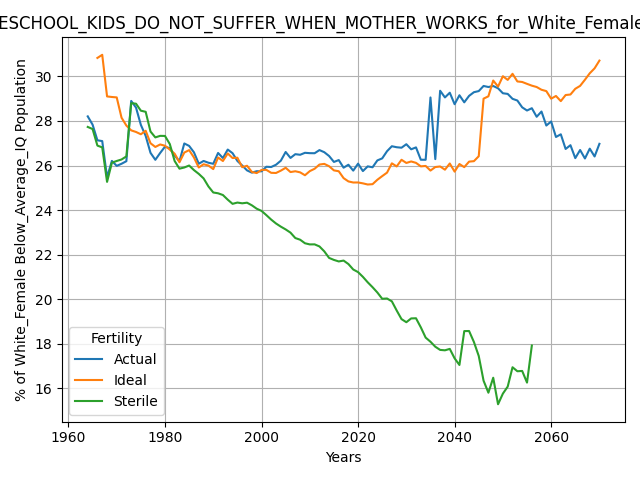 ESCHOOL_KIDS_DO_NOT_SUFFER_WHEN_MOTHER_WORKS_for_White_Female
% of White_Female Below_Average_IQ Population
30
28
26
24
22
20
18
16
Fertility
Actual
Ideal
Sterile
1960 1980 2000 2020 2040 2060
Years